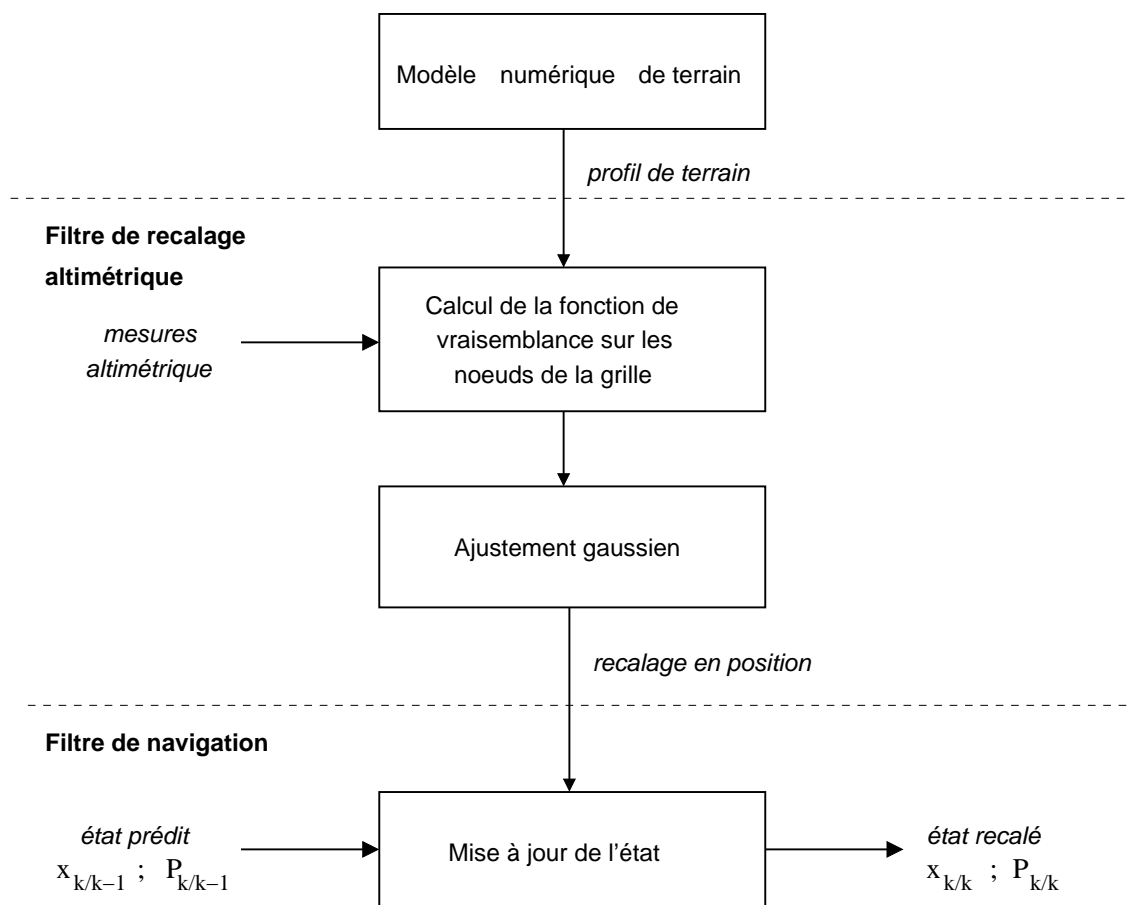 Modèle numérique de terrain
profil de terrain
Filtre de recalage
altimétrique
mesures
altimétrique
Calcul de la fonction de
vraisemblance sur les
noeuds de la grille
Ajustement gaussien
recalage en position
Filtre de navigation
état prédit
x k/k−1 ; P k/k−1
Mise à jour de l'état
état recalé
x k/k ; P k/k